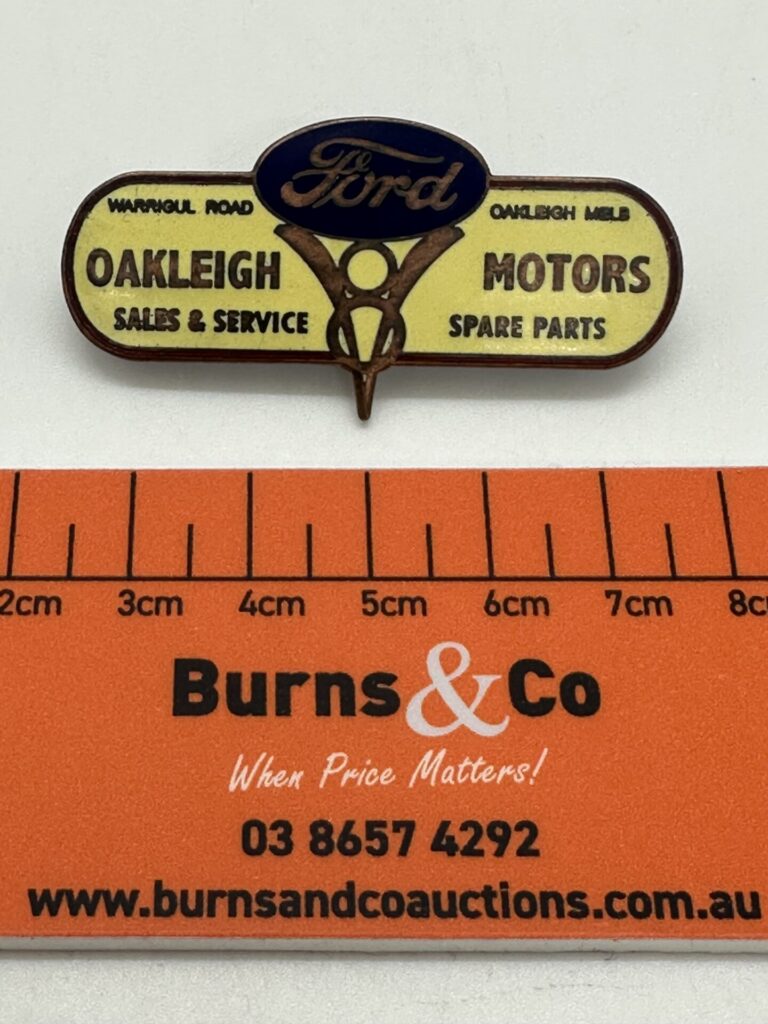 Ford
WARRIGUL ROAD
OAKLEIGH MELB
OAKLEIGH MOTORS
SALES & SERVICE
SPARE PARTS
2cm 3cm 4cm 5cm 6cm 7cm 8c
Burns & Co
When Price Matters!
03 8657 4292
www.burnsandcoauctions.com.au